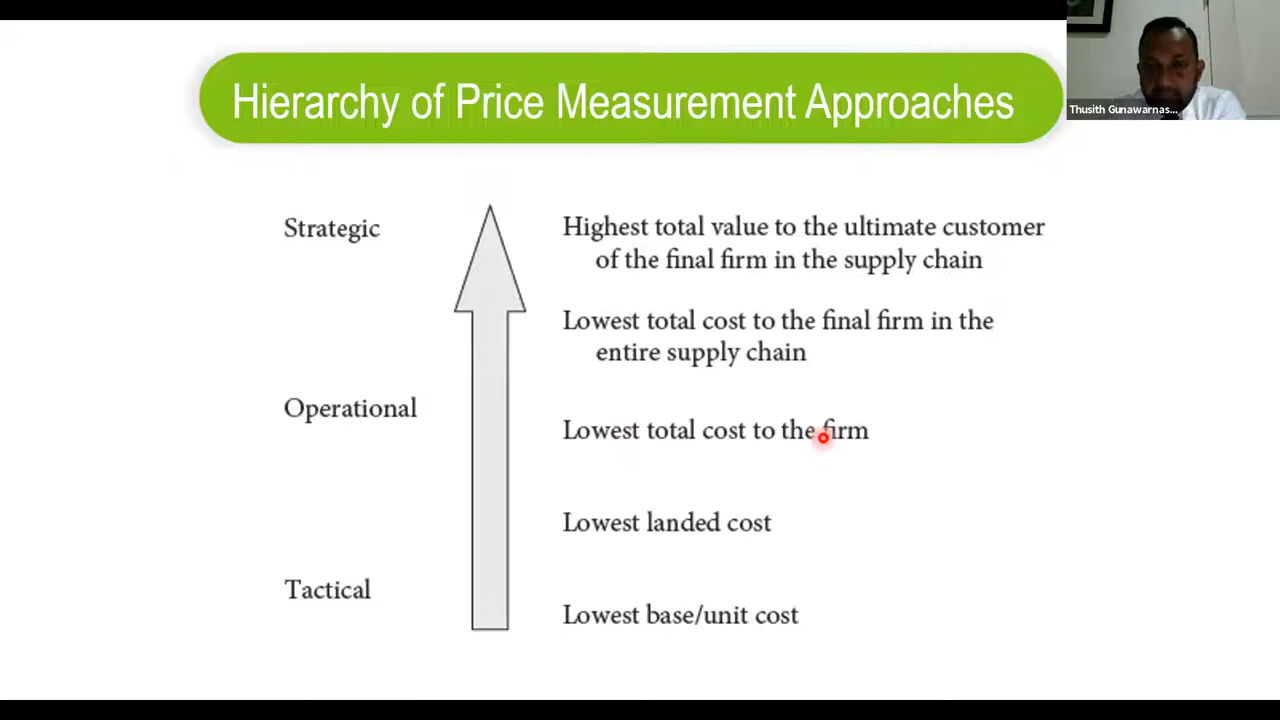 Hierarchy of Price Measurement Approaches
Thusith Gunawarnas...
Strategic
Highest total value to the ultimate customer
of the final firm in the supply chain
Lowest total cost to the final firm in the
entire supply chain
Operational
Lowest total cost to the firm
Lowest landed cost
Tactical
Lowest base/unit cost